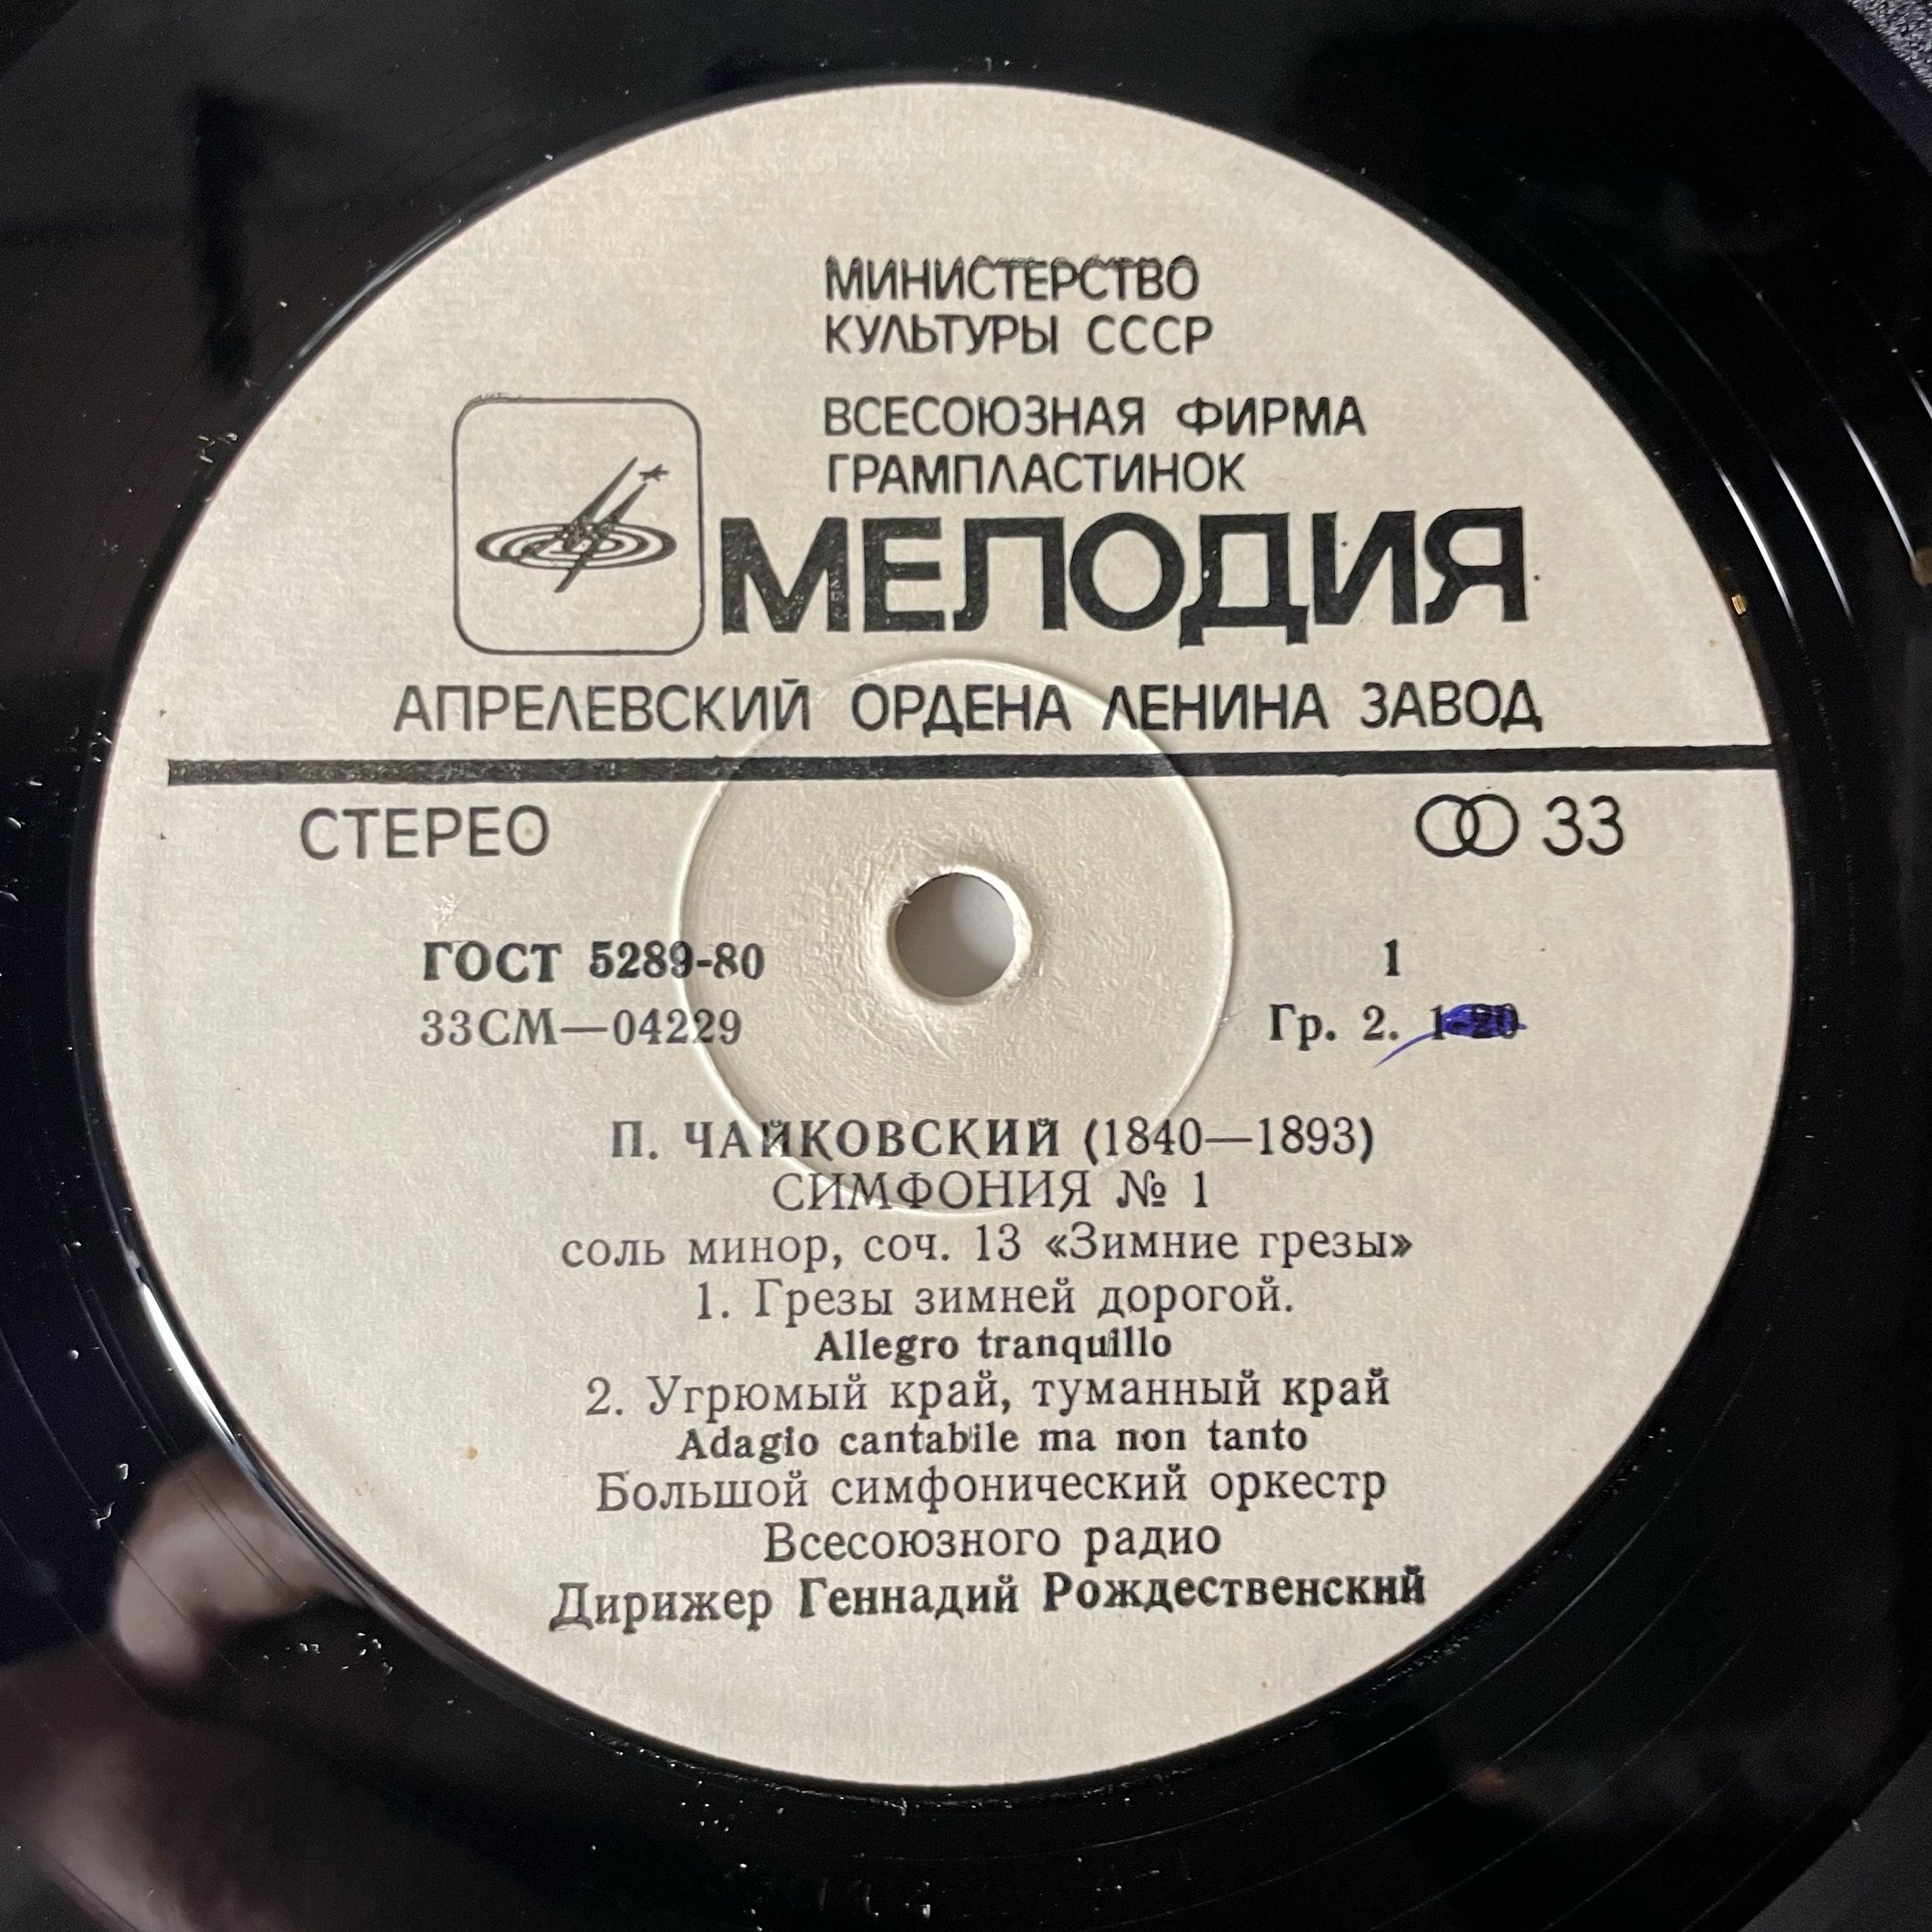 МИНИСТЕРСТВО
КУЛЬТУРЫ СССР
ВСЕСОЮЗНАЯ ФИРМА
ГРАМПЛАСТИНОК
МЕЛОДИЯ
АПРЕЛЕВСКИЙ ОРДЕНА ЛЕНИНА ЗАВОД
СТЕРЕО 33
ГОСТ 5289-80 1
33СМ—04229 Гр. 2. 1-20
П. ЧАЙКОВСКИЙ (1840—1893)
СИМФОНИЯ № 1
соль минор, соч. 13 «Зимние грезы»
1. Грезы зимней дорогой.
Allegro tranquillo
2. Угрюмый край, туманный край
Adagio cantabile ma non tanto
Большой симфонический оркестр
Всесоюзного радио
Дирижер Геннадий Рождественский